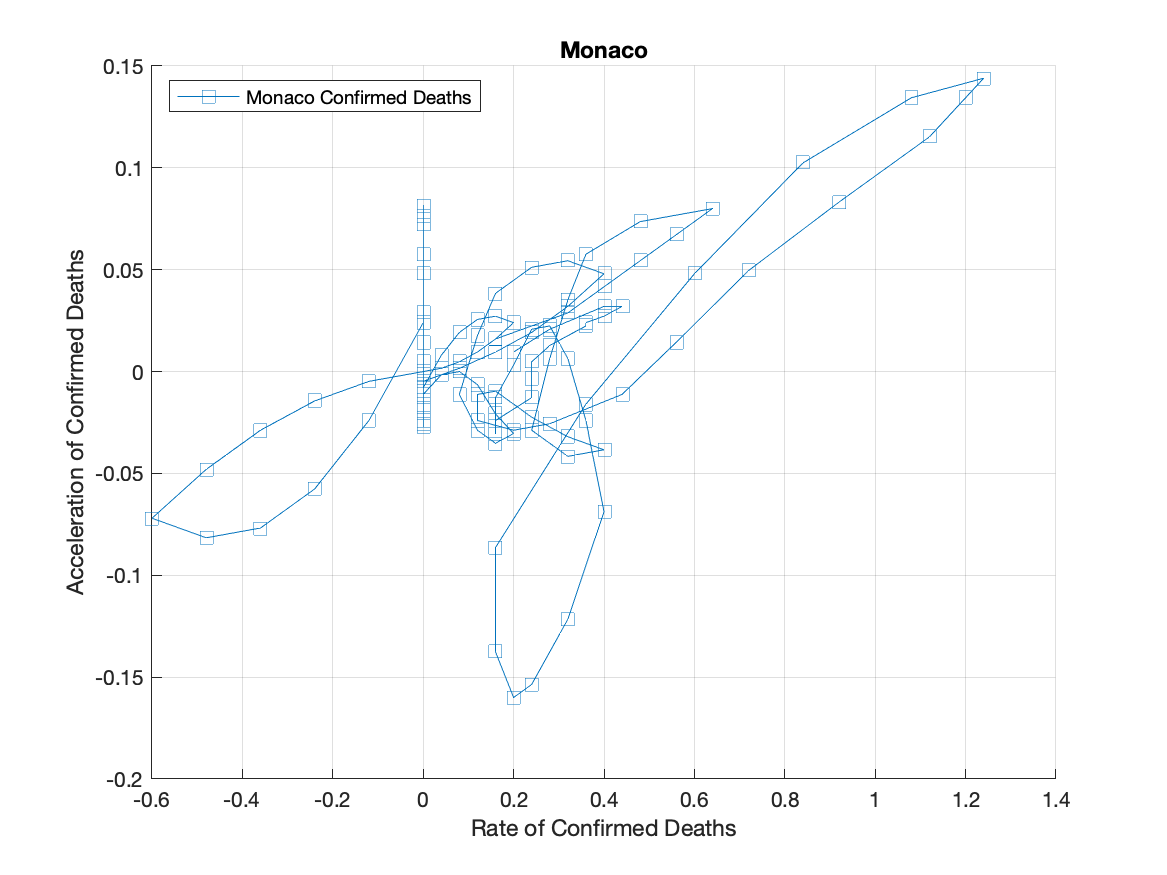 Monaco
Monaco Confirmed Deaths
0.15
0.1
0.05
0
-0.05
-0.1
-0.15
-0.2
Acceleration of Confirmed Deaths
-0.6 -0.4 -0.2 0 0.2 0.4 0.6 0.8 1 1.2 1.4
Rate of Confirmed Deaths